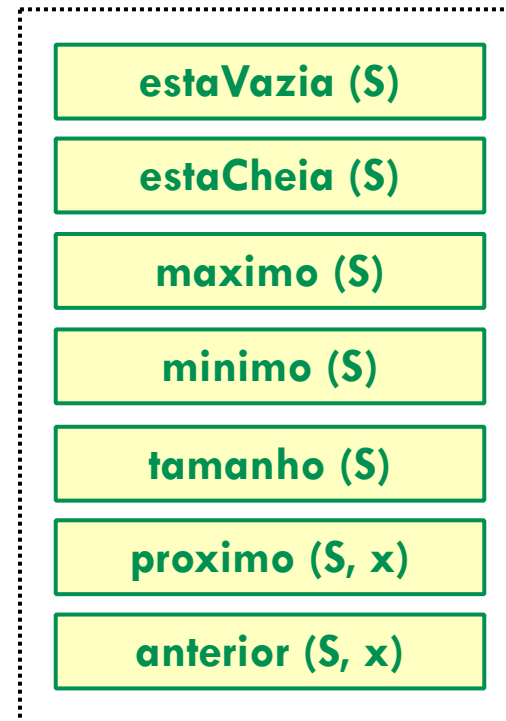 estaVazia (S)
estaCheia (S)
maximo (S)
minimo (S)
tamanho (S)
proximo (S, x)
anterior (S, x)